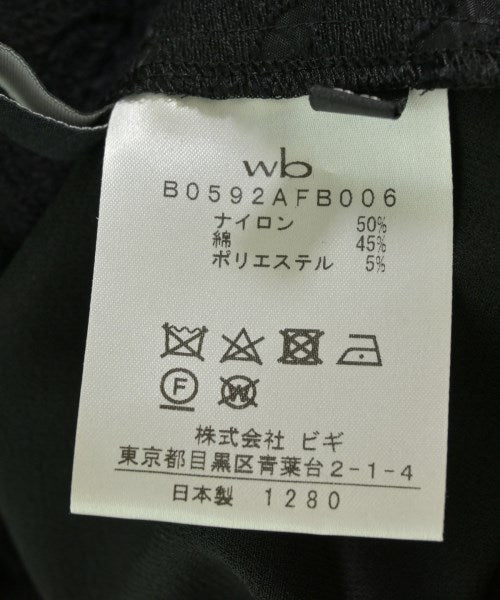 wb
B0592AFB006
ナイロン 50%
綿 45%
ポリエステル 5%
F W
株式会社 ビギ
東京都目黒区青葉台2-1-4
日本製 1280